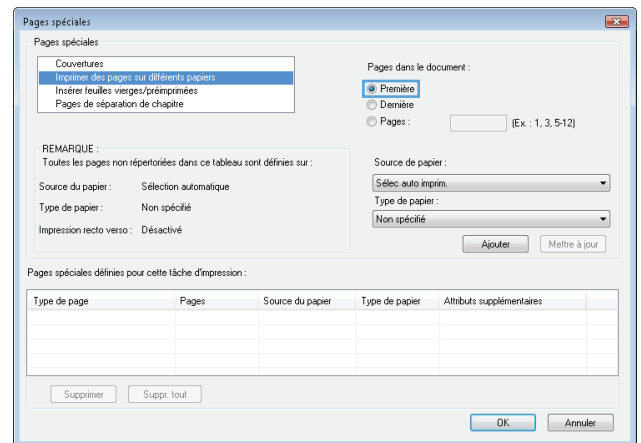 Pages spéciales
Pages spéciales
Couvertures
Imprimer des pages sur différents papiers
Insérer feuilles vierges/préimprimées
Pages de séparation de chapitre
Pages dans le document :
Première
Dernière
Pages :
(Ex. : 1, 3, 5-12)
REMARQUE :
Toutes les pages non répertoriées dans ce tableau sont définies sur :
Source du papier : Sélection automatique
Type de papier : Non spécifié
Impression recto verso : Désactivé
Source de papier :
Sélec auto imprim.
Type de papier :
Non spécifié
Ajouter Mettre à jour
Pages spéciales définies pour cette tâche d'impression :
Type de page Pages Source du papier Type de papier Attributs supplémentaires
Supprimer Suppr. tout
OK Annuler